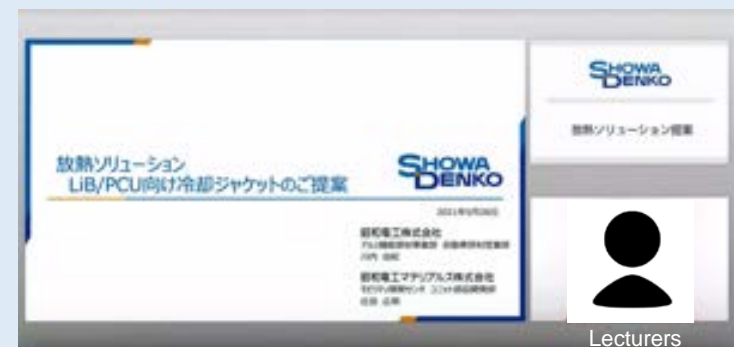 放熱ソリューション
LiB/PCU向け冷却ジャケットのご提案
SHOWA
DENKO
昭和電工株式会社
昭和電工マテリアルズ株式会社
SHOWA
DENKO
放熱ソリューション提案
Lecturers